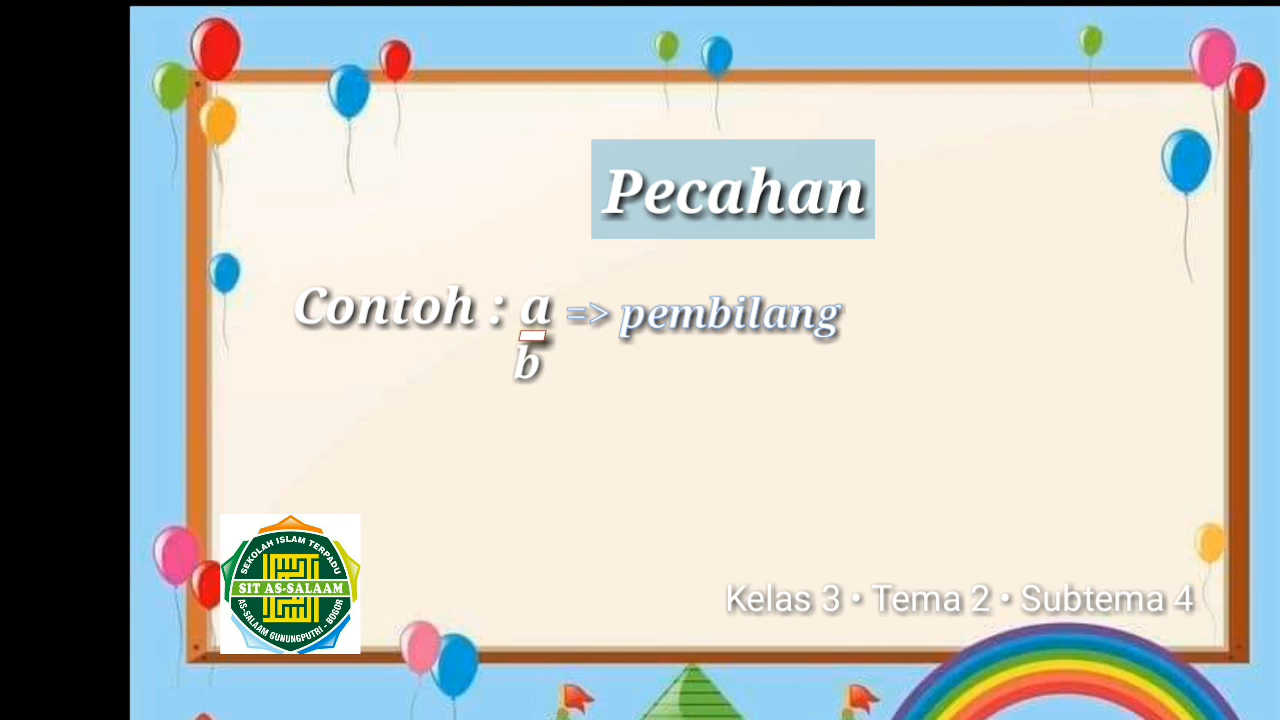 Pecahan
Contoh : a => pembilang
b
SEKOLAH ISLAM TERPADU
SIT AS-SALAAM
AS-SALAAM GUNUNGPUTRI - BOGOR
Kelas 3 • Tema 2 • Subtema 4